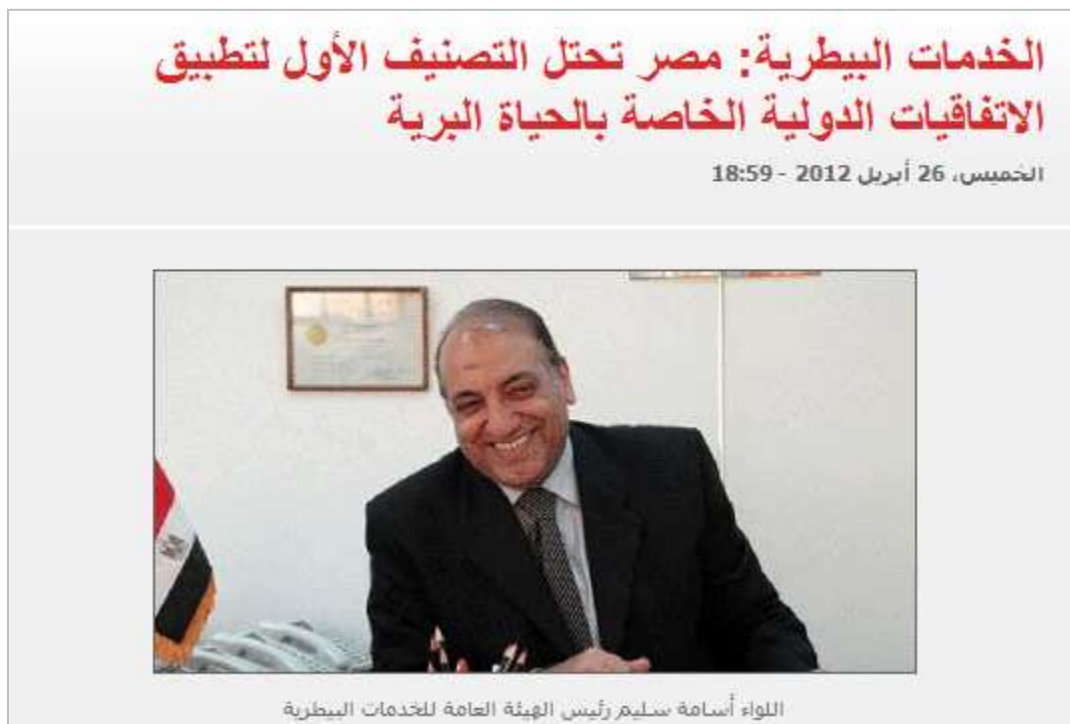 الخدمات البيطرية: مصر تحتل التصنيف الأول لتطبيق
الاتفاقيات الدولية الخاصة بالحياة البرية
الخميس، 26 أبريل 2012 - 18:59
اللواء أسامة سليم رئيس الهيئة العامة للخدمات البيطرية